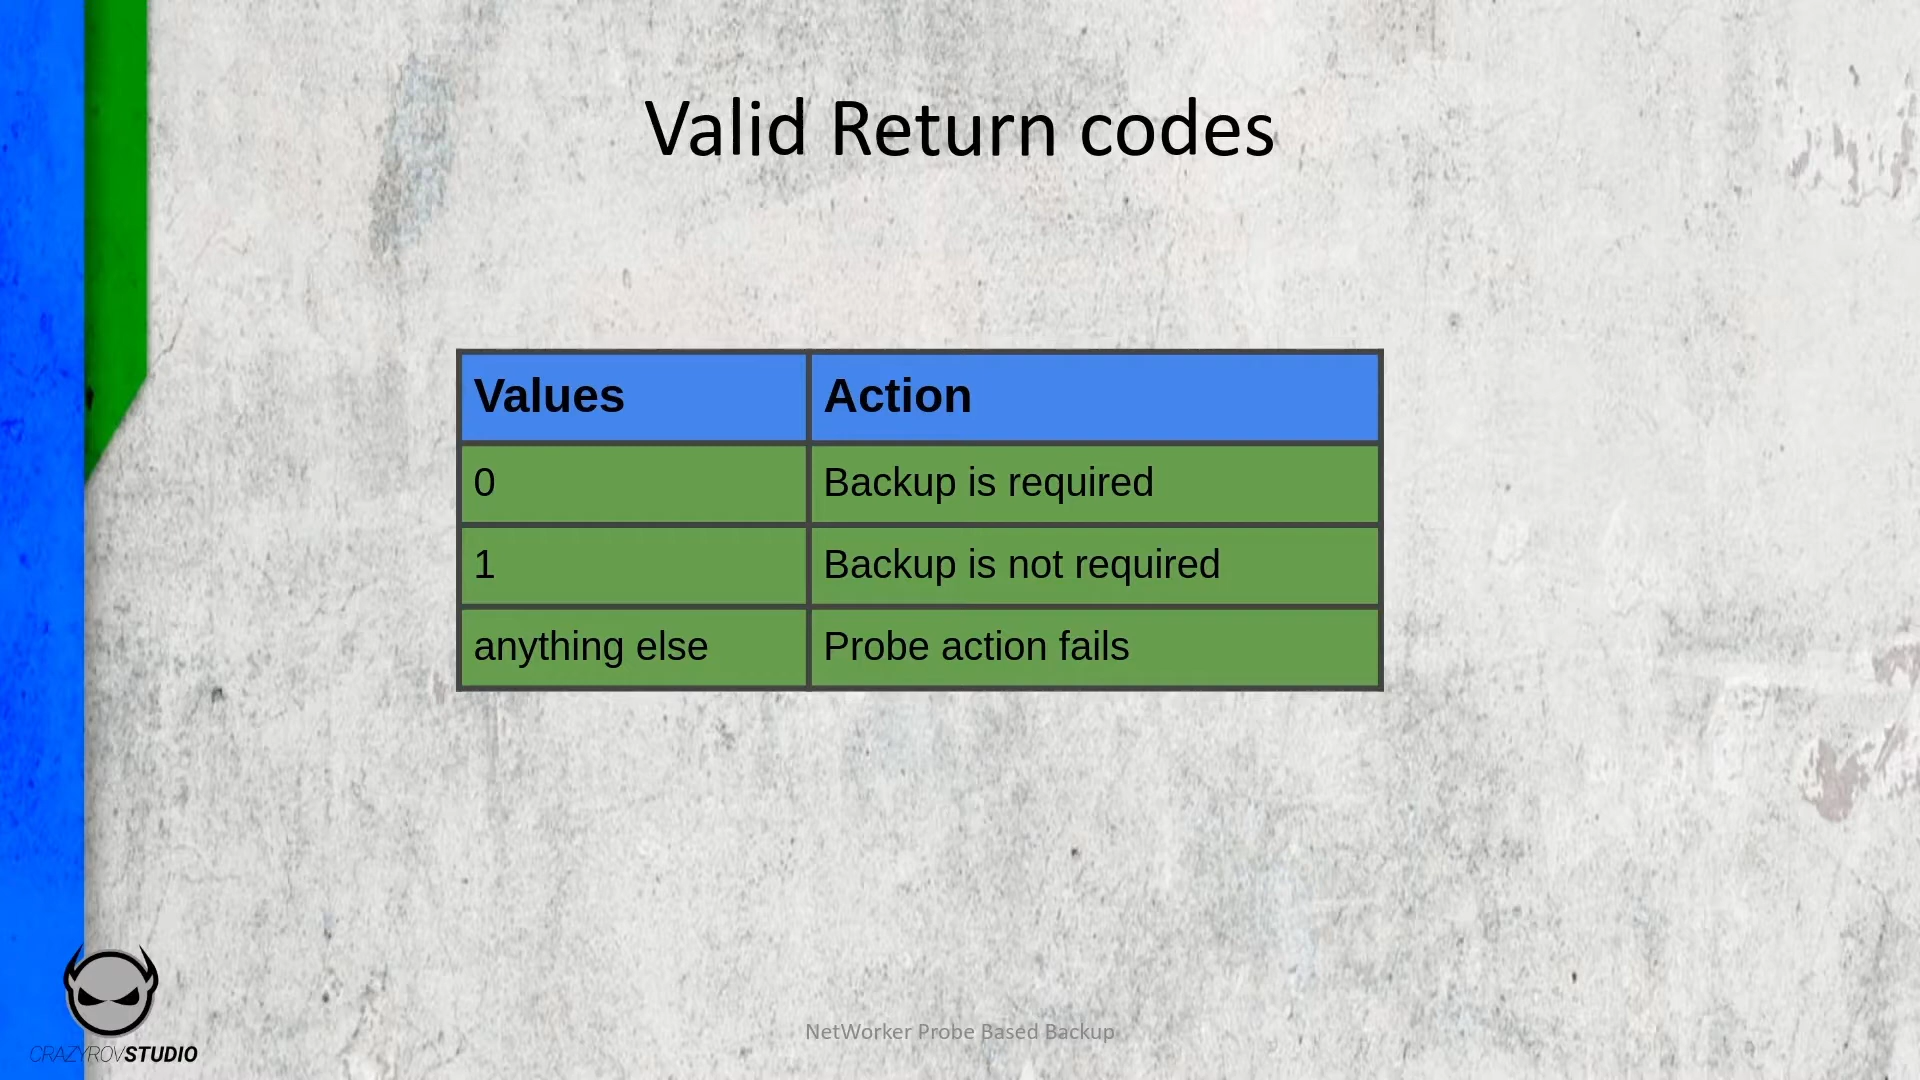 Valid Return codes
Values Action
0 Backup is required
1 Backup is not required
anything else Probe action fails
NetWorker Probe Based Backup
CRAZYROVSTUDIO